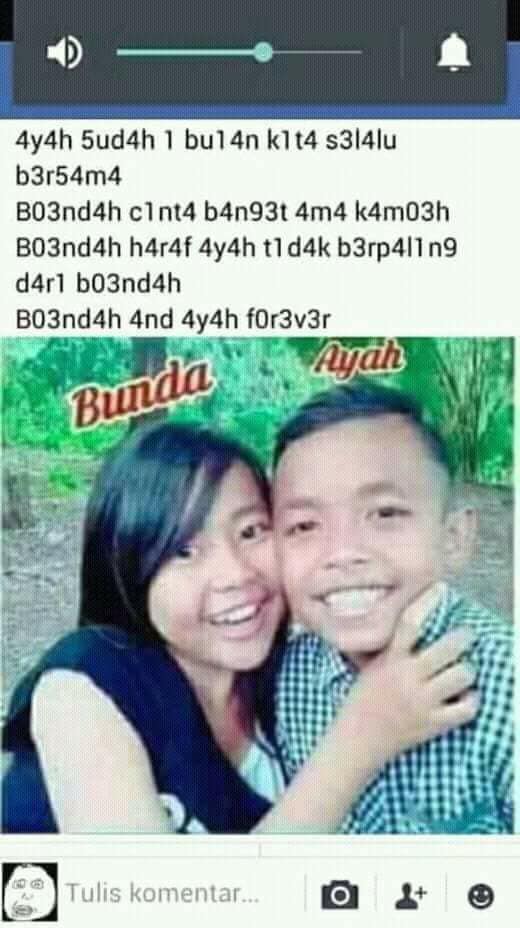 4y4h 5ud4h 1 bu14n k1t4 s3l4lu
b3r54m4
B03nd4h c1nt4 b4n93t 4m4 k4m03h
B03nd4h h4r4f 4y4h t1d4k b3rp4l1n9
d4r1 b03nd4h
B03nd4h 4nd 4y4h f0r3v3r
Bunda
Ayah
Tulis komentar...